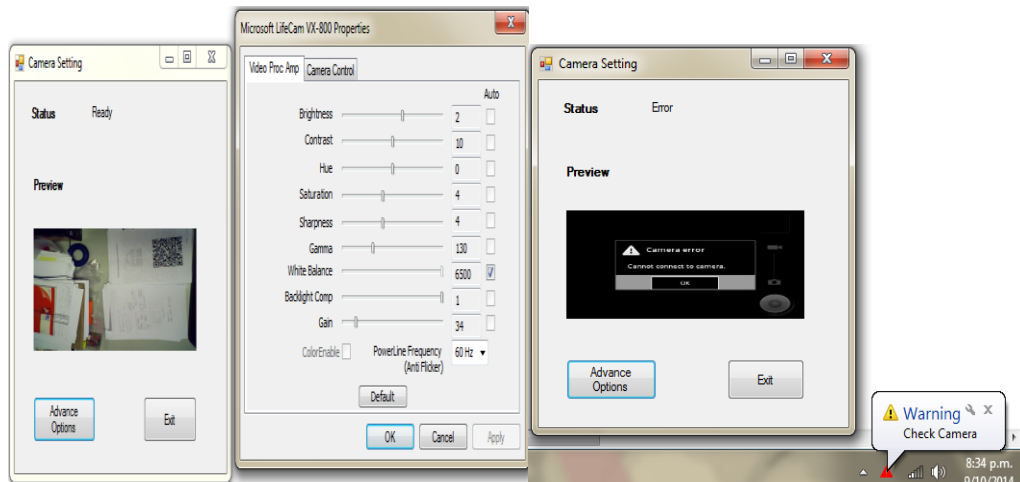 Camera Setting
Status Ready
Preview
Advance
Options
Exit
Microsoft LifeCam VX-800 Properties
Video Proc Amp Camera Control
Auto
Brightness 2
Contrast 10
Hue 0
Saturation 4
Sharpness 4
Gamma 130
White Balance 6500
Backlight Comp 1
Gain 34
ColorEnable PowerLine Frequency 60 Hz
(Anti Flicker)
Default
OK Cancel Apply
Camera Setting
Status Error
Preview
Camera error
Cannot connect to camera.
OK
Advance
Options
Exit
Warning
Check Camera
8:34 p.m.
9/10/2014